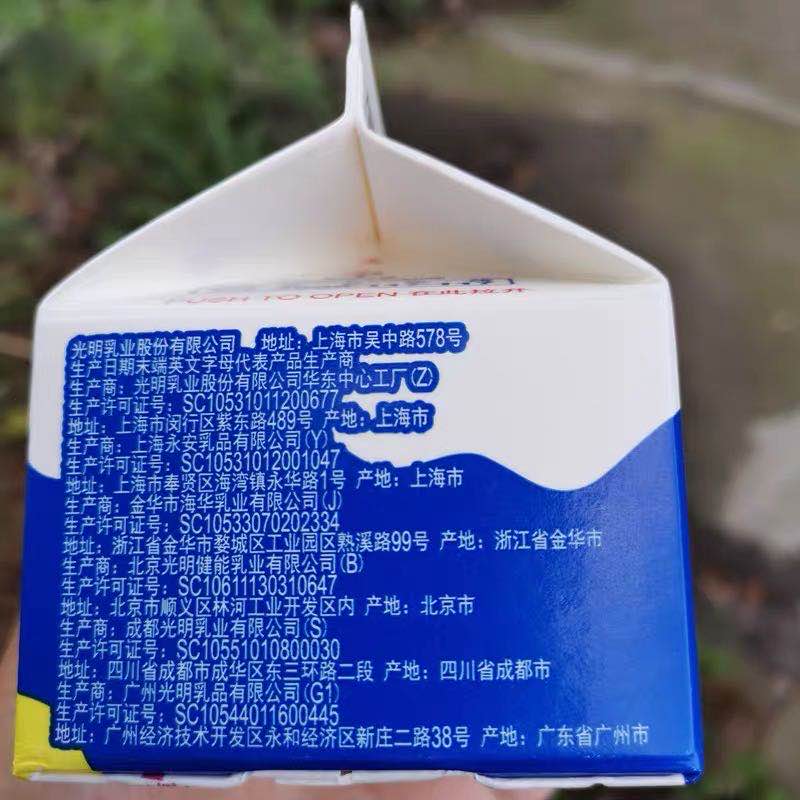 PUSH TO OPEN 在此拉开
光明乳业股份有限公司 地址：上海市吴中路578号
生产日期末端英文字母代表产品生产商
生产商：光明乳业股份有限公司华东中心工厂(Z)
生产许可证号：SC10531011200677
地址：上海市闵行区紫东路489号 产地：上海市
生产商：上海永安乳品有限公司(Y)
生产许可证号：SC10531012001047
地址：上海市奉贤区海湾镇永华路1号 产地：上海市
生产商：金华市海华乳业有限公司(J)
生产许可证号：SC10533070202334
地址：浙江省金华市婺城区工业园区熟溪路99号 产地：浙江省金华市
生产商：北京光明健能乳业有限公司(B)
生产许可证号：SC10611130310647
地址：北京市顺义区林河工业开发区内 产地：北京市
生产商：成都光明乳业有限公司(S)
生产许可证号：SC10551010800030
地址：四川省成都市成华区东三环路二段 产地：四川省成都市
生产商：广州光明乳品有限公司(G1)
生产许可证号：SC10544011600445
地址：广州经济技术开发区永和经济区新庄二路38号 产地：广东省广州市